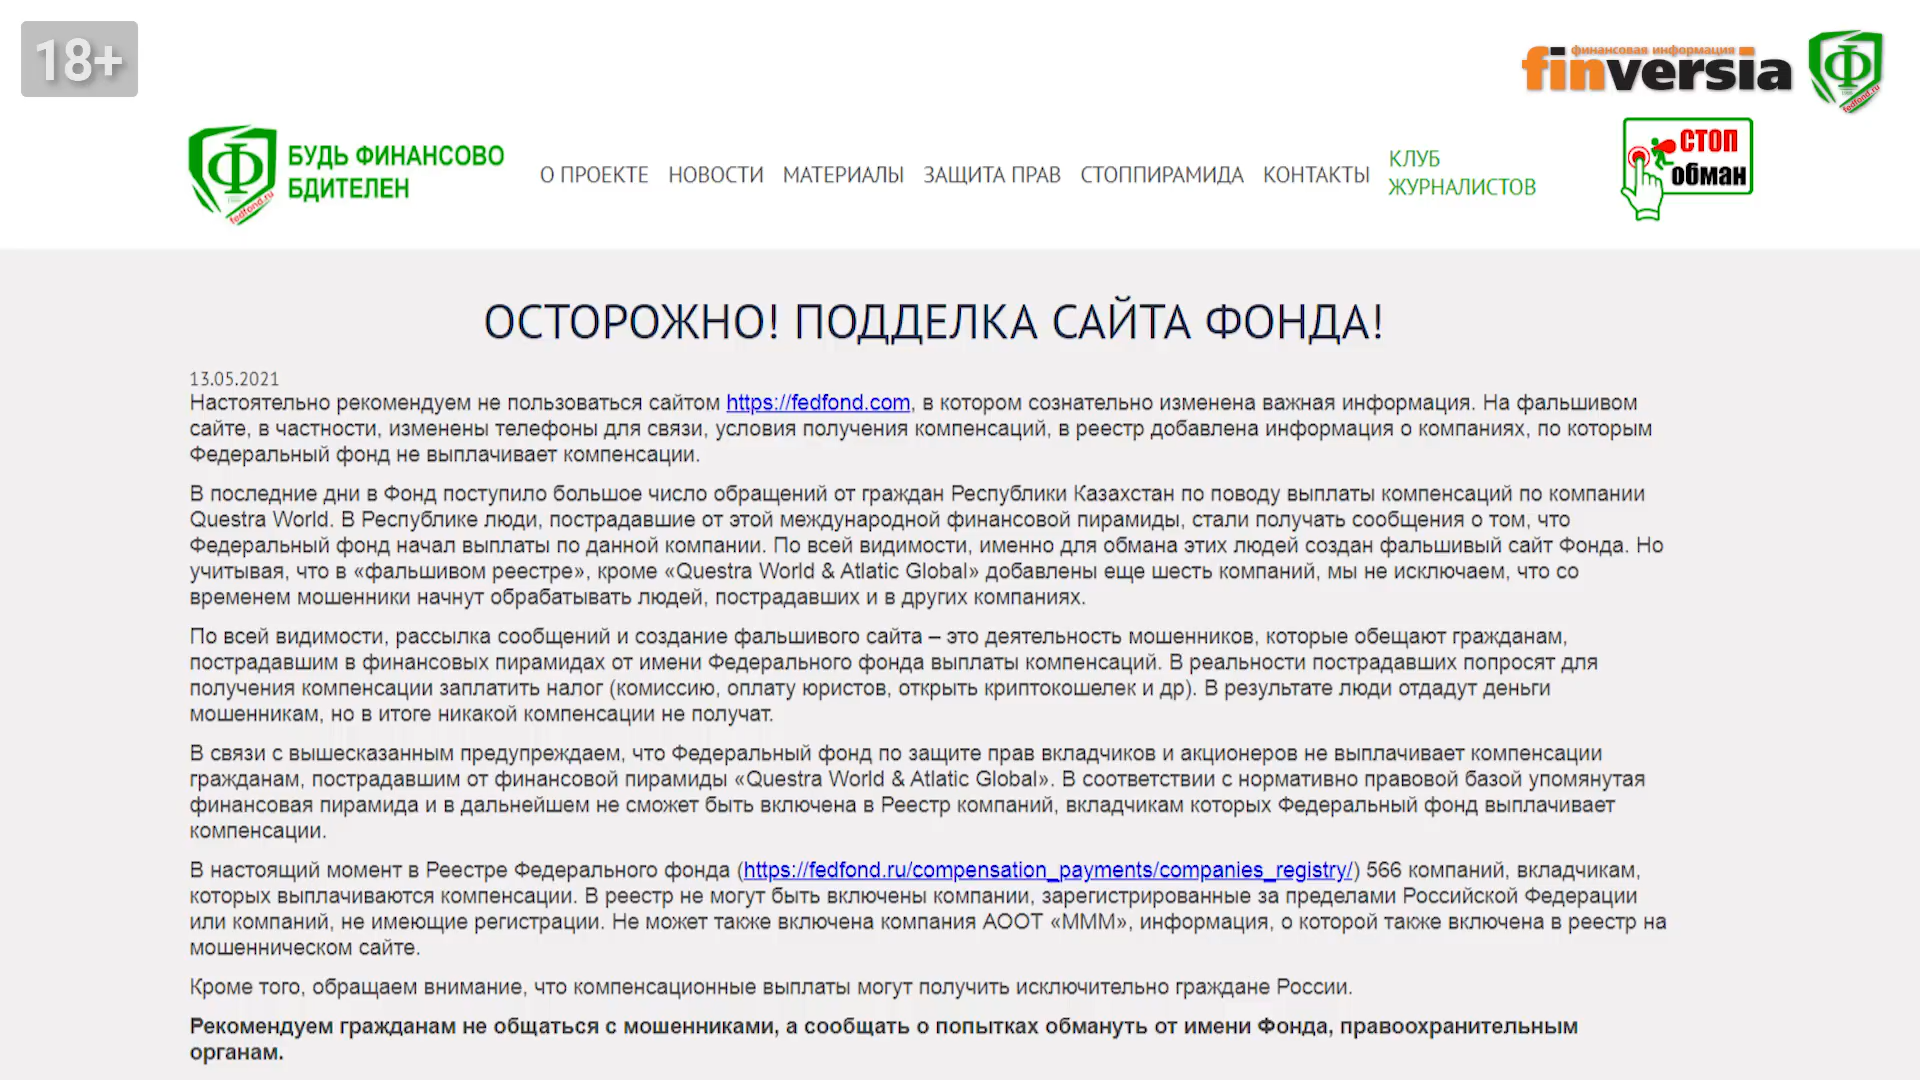 18+
финансовая информация
finversia
Ф
fedfond.ru
Ф
fedfond.ru
БУДЬ ФИНАНСОВО
БДИТЕЛЕН
О ПРОЕКТЕ НОВОСТИ МАТЕРИАЛЫ ЗАЩИТА ПРАВ СТОППИРАМИДА КОНТАКТЫ
КЛУБ
ЖУРНАЛИСТОВ
СТОП
обман
ОСТОРОЖНО! ПОДДЕЛКА САЙТА ФОНДА!
13.05.2021
Настоятельно рекомендуем не пользоваться сайтом https://fedfond.com, в котором сознательно изменена важная информация. На фальшивом
сайте, в частности, изменены телефоны для связи, условия получения компенсаций, в реестр добавлена информация о компаниях, по которым
Федеральный фонд не выплачивает компенсации.
В последние дни в Фонд поступило большое число обращений от граждан Республики Казахстан по поводу выплаты компенсаций по компании
Questra World. В Республике люди, пострадавшие от этой международной финансовой пирамиды, стали получать сообщения о том, что
Федеральный фонд начал выплаты по данной компании. По всей видимости, именно для обмана этих людей создан фальшивый сайт Фонда. Но
учитывая, что в «фальшивом реестре», кроме «Questra World & Atlatic Global» добавлены еще шесть компаний, мы не исключаем, что со
временем мошенники начнут обрабатывать людей, пострадавших и в других компаниях.
По всей видимости, рассылка сообщений и создание фальшивого сайта – это деятельность мошенников, которые обещают гражданам,
пострадавшим в финансовых пирамидах от имени Федерального фонда выплаты компенсаций. В реальности пострадавших попросят для
получения компенсации заплатить налог (комиссию, оплату юристов, открыть криптокошелек и др). В результате люди отдадут деньги
мошенникам, но в итоге никакой компенсации не получат.
В связи с вышесказанным предупреждаем, что Федеральный фонд по защите прав вкладчиков и акционеров не выплачивает компенсации
гражданам, пострадавшим от финансовой пирамиды «Questra World & Atlatic Global». В соответствии с нормативно правовой базой упомянутая
финансовая пирамида и в дальнейшем не сможет быть включена в Реестр компаний, вкладчикам которых Федеральный фонд выплачивает
компенсации.
В настоящий момент в Реестре Федерального фонда (https://fedfond.ru/compensation_payments/companies_registry/) 566 компаний, вкладчикам,
которых выплачиваются компенсации. В реестр не могут быть включены компании, зарегистрированные за пределами Российской Федерации
или компаний, не имеющие регистрации. Не может также включена компания АООТ «МММ», информация, о которой также включена в реестр на
мошенническом сайте.
Кроме того, обращаем внимание, что компенсационные выплаты могут получить исключительно граждане России.
Рекомендуем гражданам не общаться с мошенниками, а сообщать о попытках обмануть от имени Фонда, правоохранительным
органам.